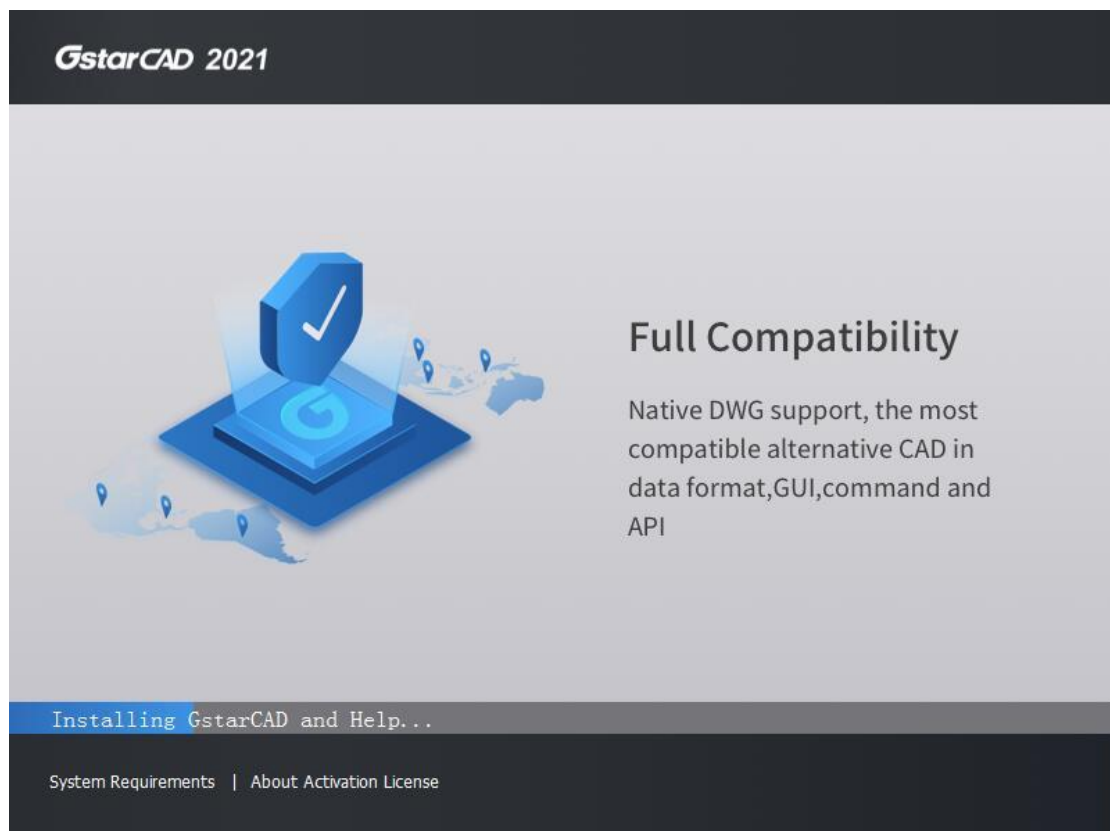 GstarCAD 2021
Full Compatibility
Native DWG support, the most
compatible alternative CAD in
data format,GUI,command and
API
Installing GstarCAD and Help...
System Requirements | About Activation License